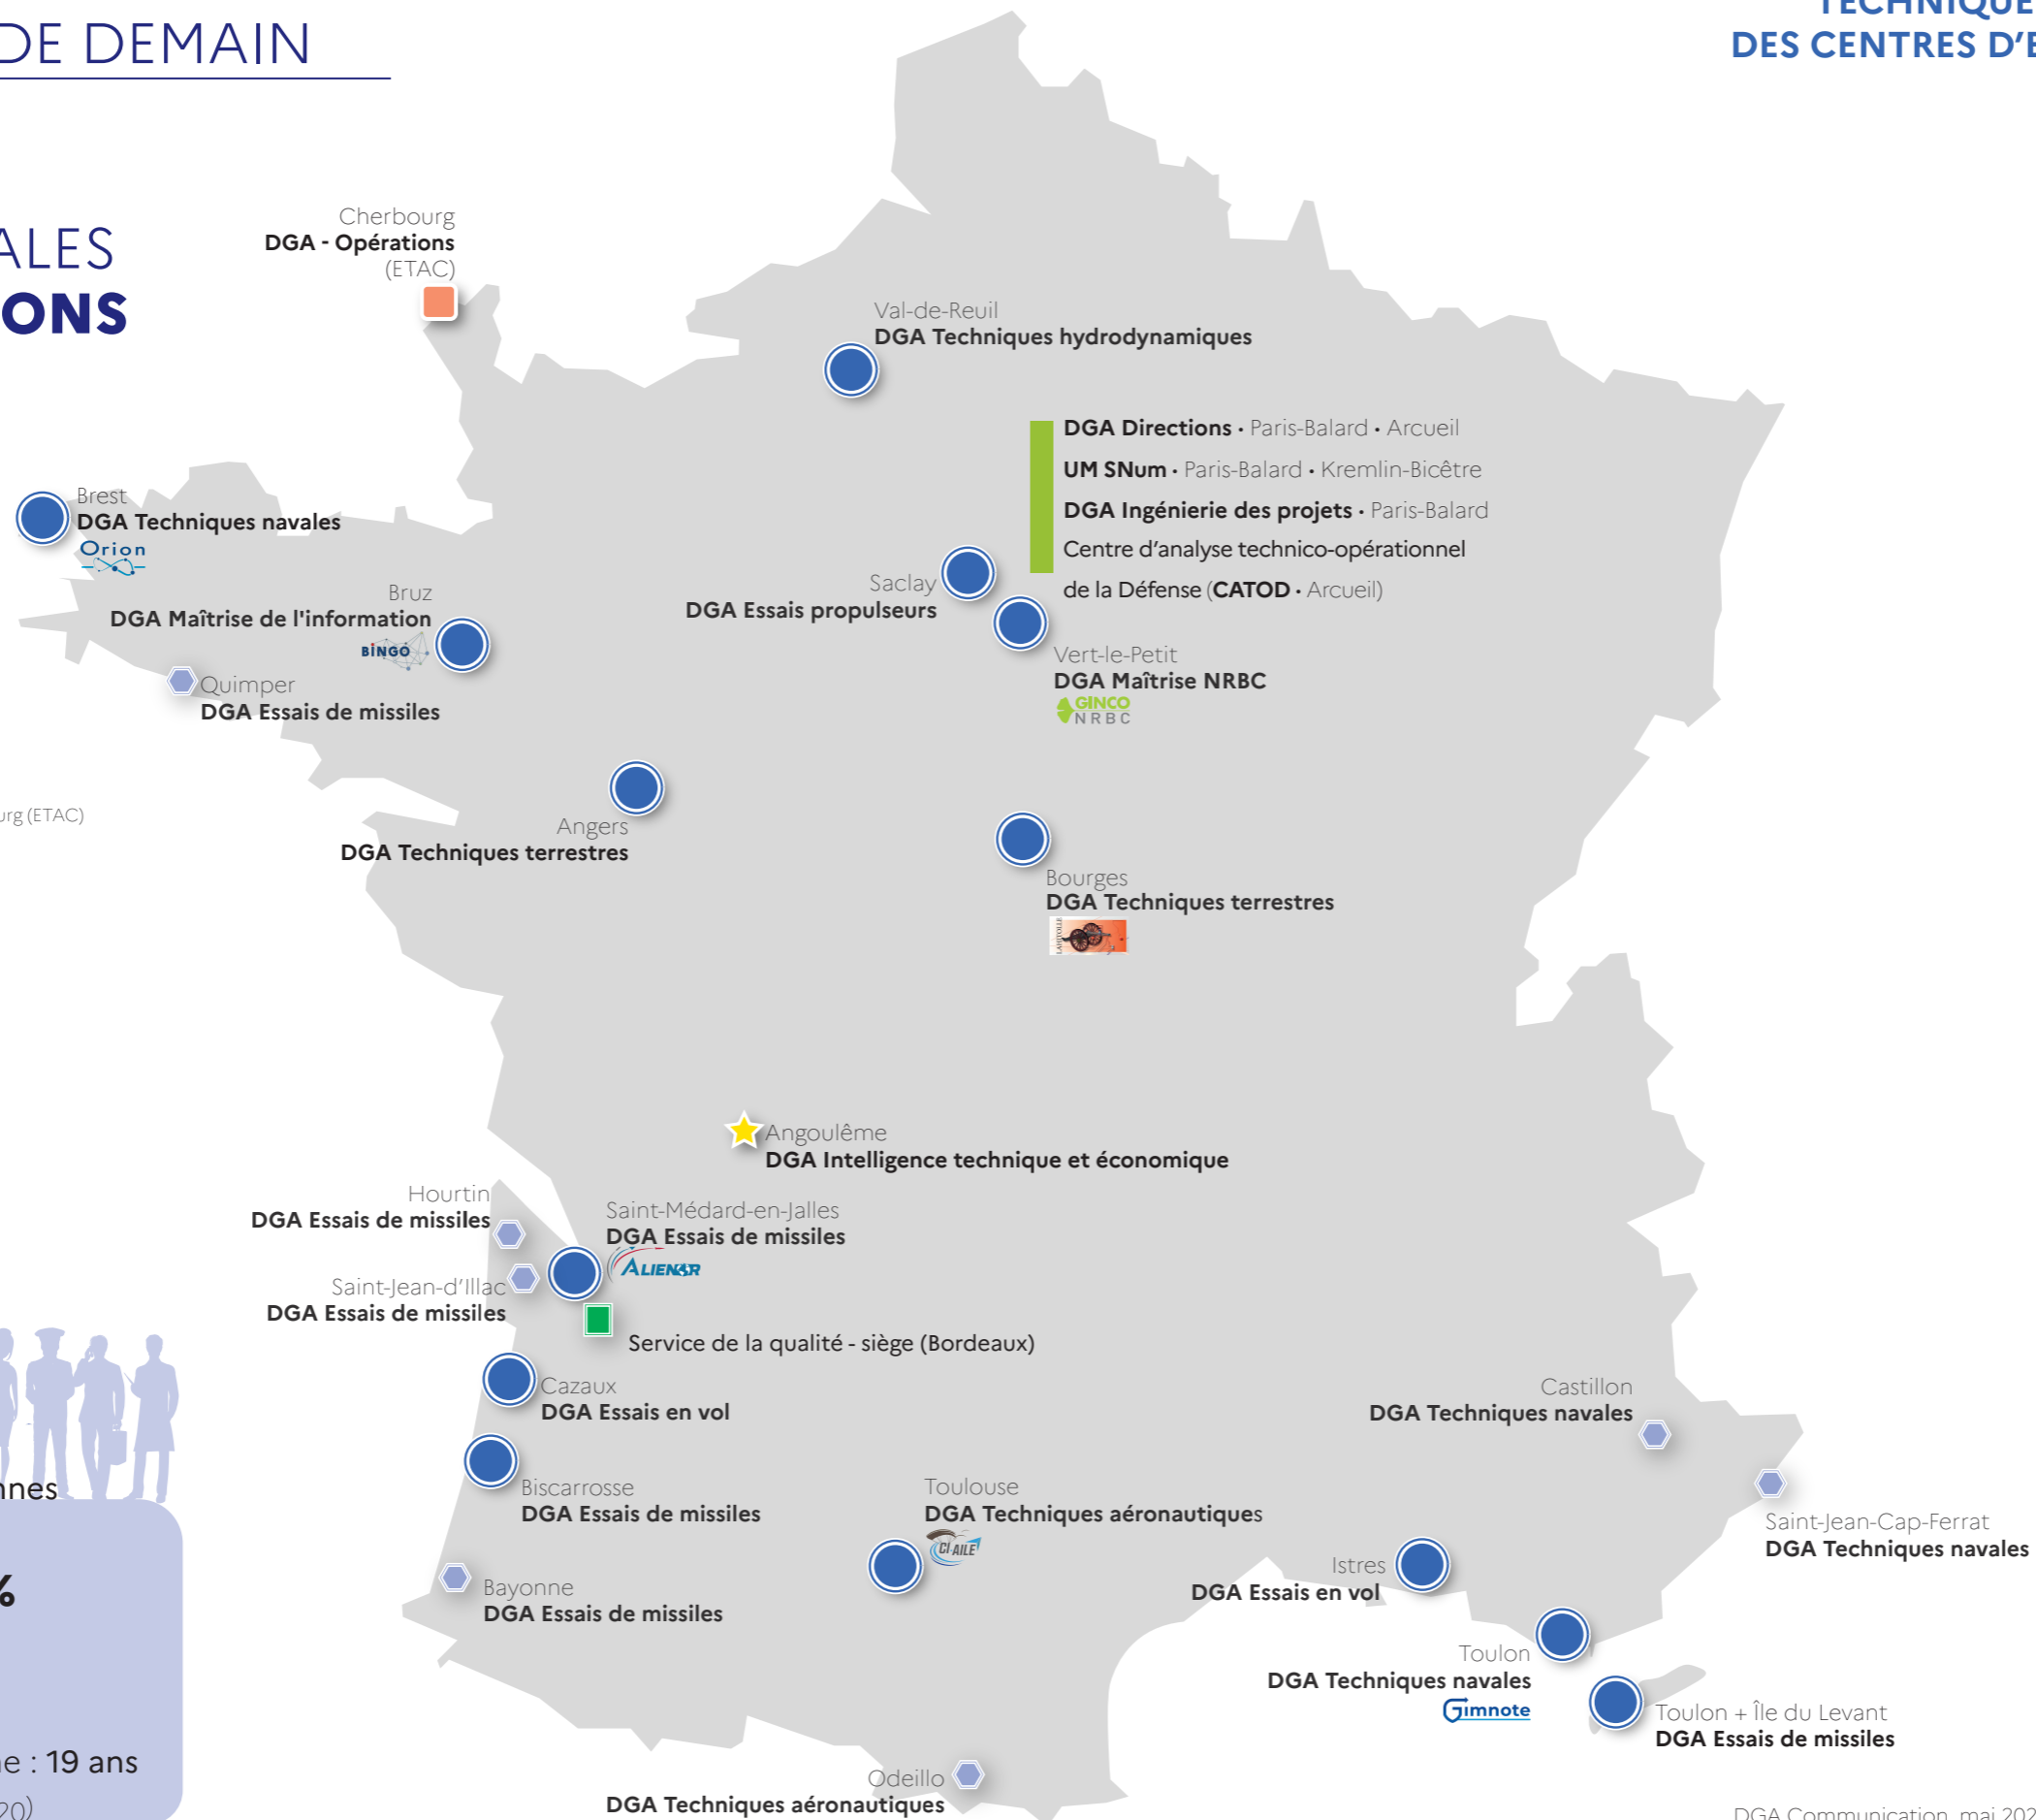 DE DEMAIN
TECHNIQUE
DES CENTRES D'E
ALES
ONS
Cherbourg
DGA - Opérations
(ETAC)
Val-de-Reuil
DGA Techniques hydrodynamiques
DGA Directions • Paris-Balard • Arcueil
UM SNum • Paris-Balard • Kremlin-Bicêtre
DGA Ingénierie des projets • Paris-Balard
Centre d'analyse technico-opérationnel
de la Défense (CATOD • Arcueil)
Brest
DGA Techniques navales
Orion
Bruz
DGA Maîtrise de l'information
BINGO
Quimper
DGA Essais de missiles
Saclay
DGA Essais propulseurs
Vert-le-Petit
DGA Maîtrise NRBC
GINCO
NRBC
urg (ETAC)
Angers
DGA Techniques terrestres
Bourges
DGA Techniques terrestres
LAHITOLLE
Angoulême
DGA Intelligence technique et économique
Hourtin
DGA Essais de missiles
Saint-Médard-en-Jalles
DGA Essais de missiles
ALIENOR
Saint-Jean-d'Illac
DGA Essais de missiles
Service de la qualité - siège (Bordeaux)
Cazaux
DGA Essais en vol
Castillon
DGA Techniques navales
Biscarrosse
DGA Essais de missiles
Toulouse
DGA Techniques aéronautiques
CI-AILE
Saint-Jean-Cap-Ferrat
DGA Techniques navales
Istres
DGA Essais en vol
Bayonne
DGA Essais de missiles
Toulon
DGA Techniques navales
Gimnote
Toulon + Île du Levant
DGA Essais de missiles
Odeillo
DGA Techniques aéronautiques
nnes
%
ne : 19 ans
20)
DGA Communication, mai 202